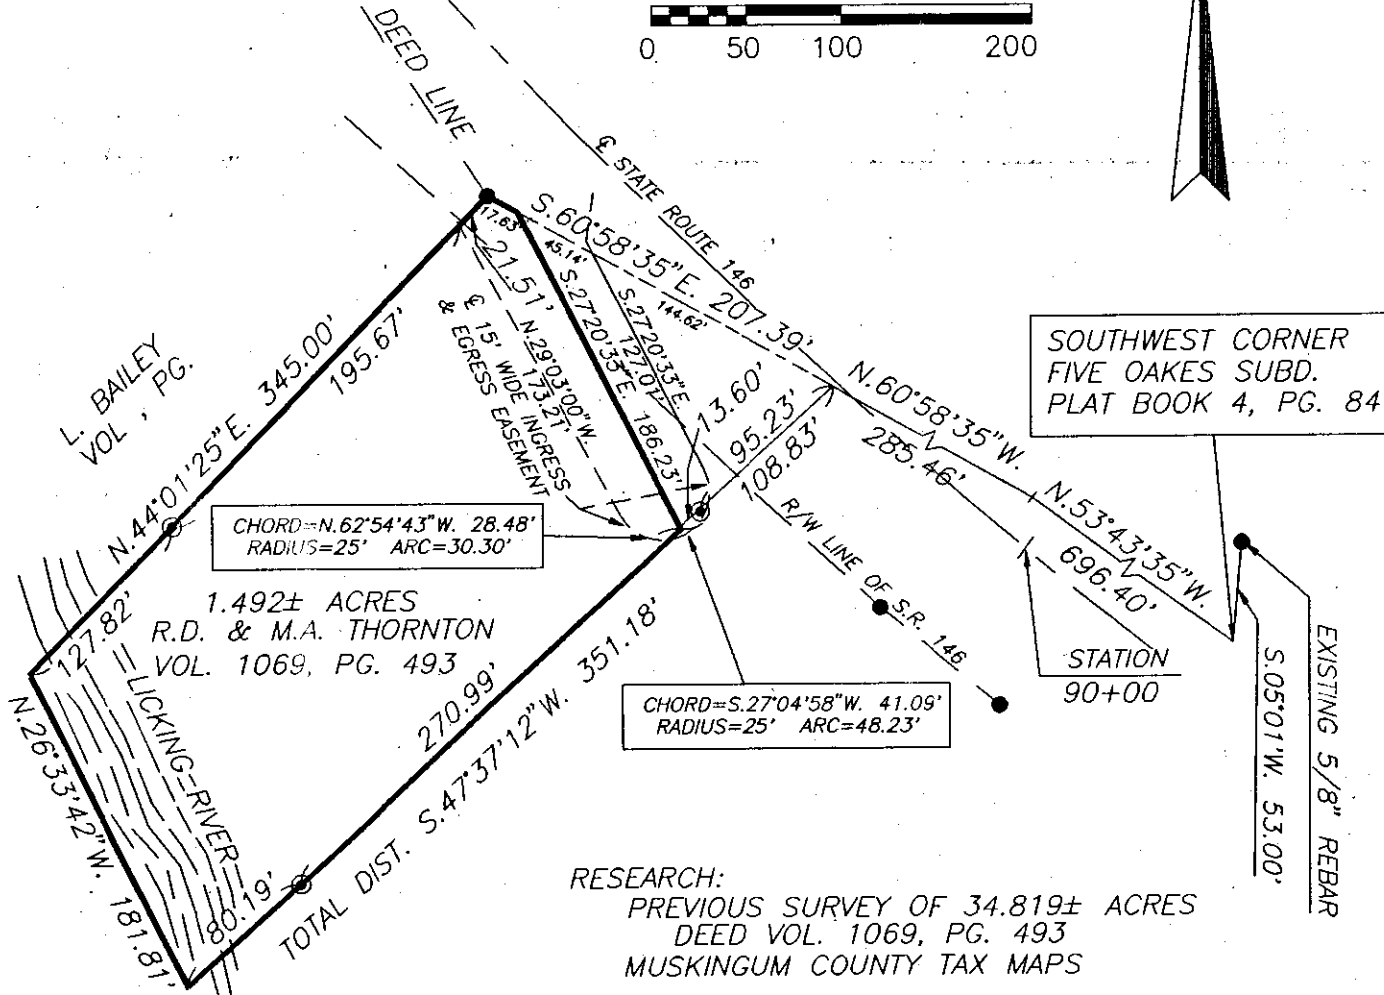 0 50 100 200
DEED LINE
℄ STATE ROUTE 146
17.63'
S.60°58'35"E. 207.39'
45.14'
144.62'
21.51'
S.27°20'33"E. 186.23'
S.27°20'33"E.
127.01'
N.29°03'00"W.
173.21'
℄ 15' WIDE INGRESS
& EGRESS EASEMENT
L. BAILEY
VOL , PG.
N.44°01'25"E. 345.00'
195.67'
127.82'
13.60'
95.23'
108.83'
N.60°58'35"W.
285.46'
N.53°43'35"W.
696.40'
SOUTHWEST CORNER
FIVE OAKES SUBD.
PLAT BOOK 4, PG. 84
CHORD=N.62°54'43"W. 28.48'
RADIUS=25' ARC=30.30'
R/W LINE OF S.R. 146
1.492± ACRES
R.D. & M.A. THORNTON
VOL. 1069, PG. 493
LICKING RIVER
CHORD=S.27°04'58"W. 41.09'
RADIUS=25' ARC=48.23'
STATION
90+00
S.05°01'W. 53.00'
EXISTING 5/8" REBAR
N.26°33'42"W. 181.81'
270.99'
80.19'
TOTAL DIST. S.47°37'12"W. 351.18'
RESEARCH:
PREVIOUS SURVEY OF 34.819± ACRES
DEED VOL. 1069, PG. 493
MUSKINGUM COUNTY TAX MAPS